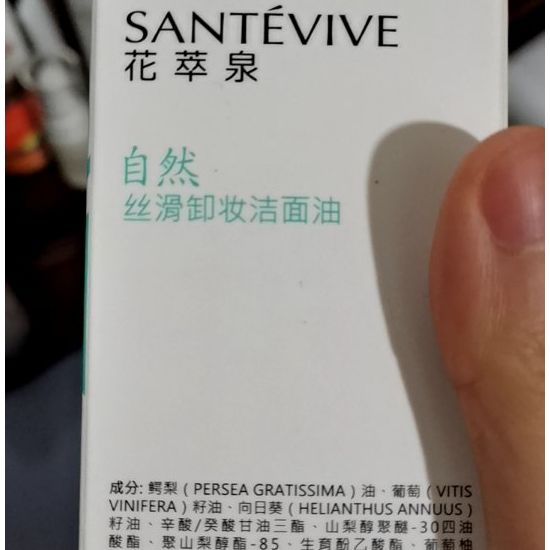 SANTÉVIVE
花萃泉
自然
丝滑卸妆洁面油
成分: 鳄梨 ( PERSEA GRATISSIMA ) 油、葡萄 (VITIS
VINIFERA ) 籽油、向日葵 ( HELIANTHUS ANNUUS )
籽油、辛酸/癸酸甘油三酯、山梨醇聚醚-30四油
酸酯、聚山梨醇酯-85、生育酚乙酸酯、葡萄柚